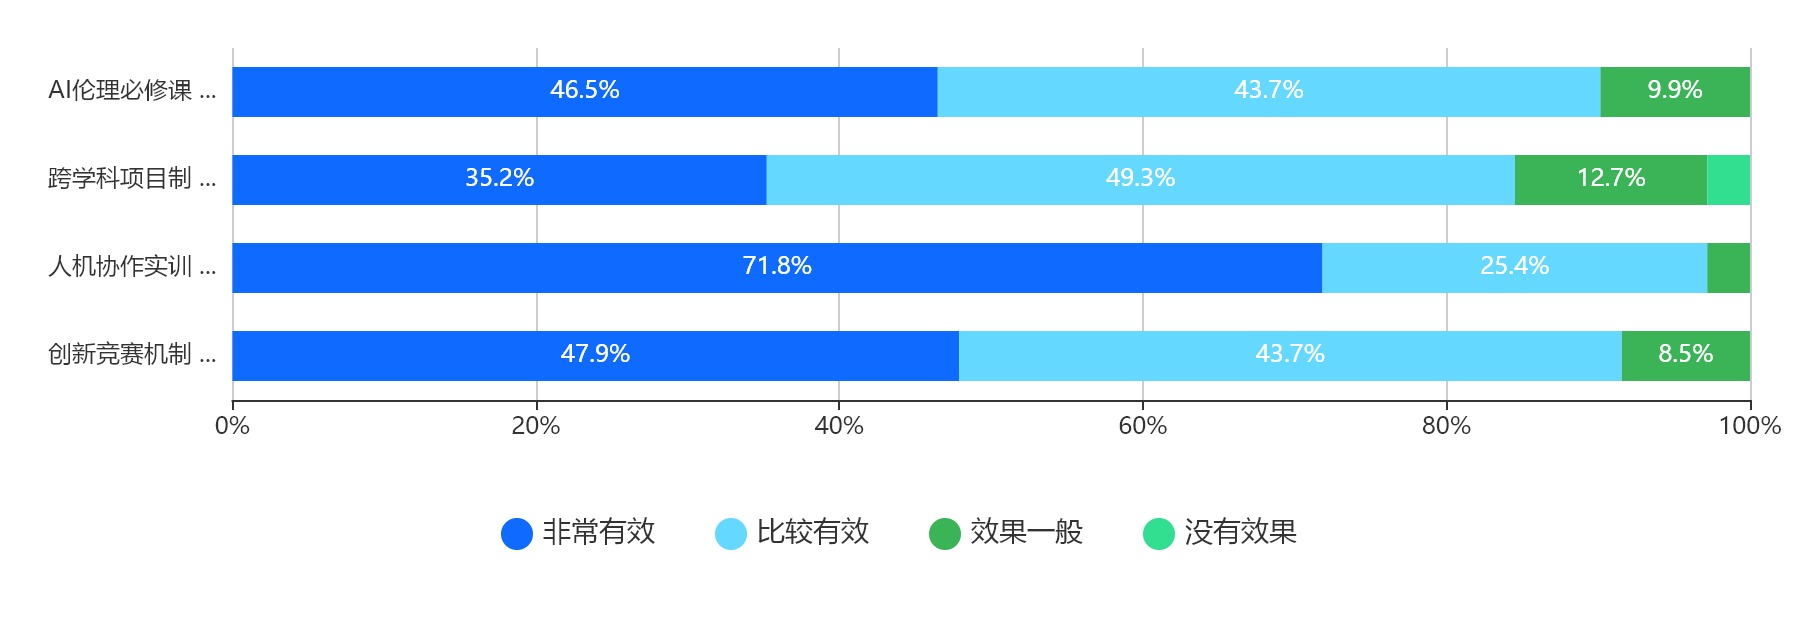 AI伦理必修课 ... 46.5% 43.7% 9.9%
跨学科项目制 ... 35.2% 49.3% 12.7%
人机协作实训 ... 71.8% 25.4%
创新竞赛机制 ... 47.9% 43.7% 8.5%
0% 20% 40% 60% 80% 100%
非常有效 比较有效 效果一般 没有效果